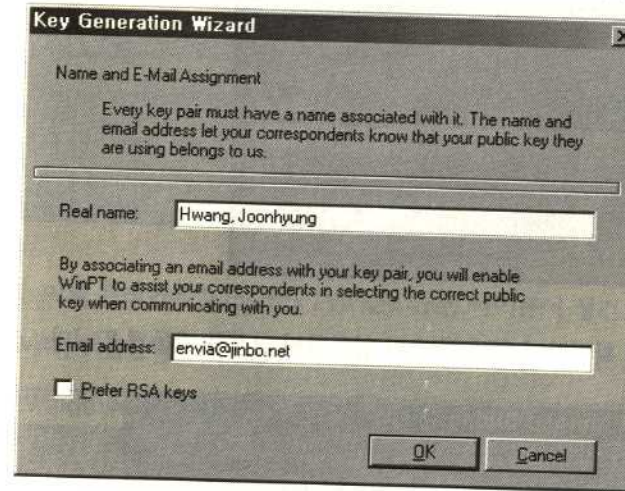 Key Generation Wizard
Name and E-Mail Assignment
Every key pair must have a name associated with it. The name and
email address let your correspondents know that your public key they
are using belongs to us.
Real name: Hwang, Joonhyung
By associating an email address with your key pair, you will enable
WinPT to assist your correspondents in selecting the correct public
key when communicating with you.
Email address: envia@jinbo.net
Prefer RSA keys
OK Cancel